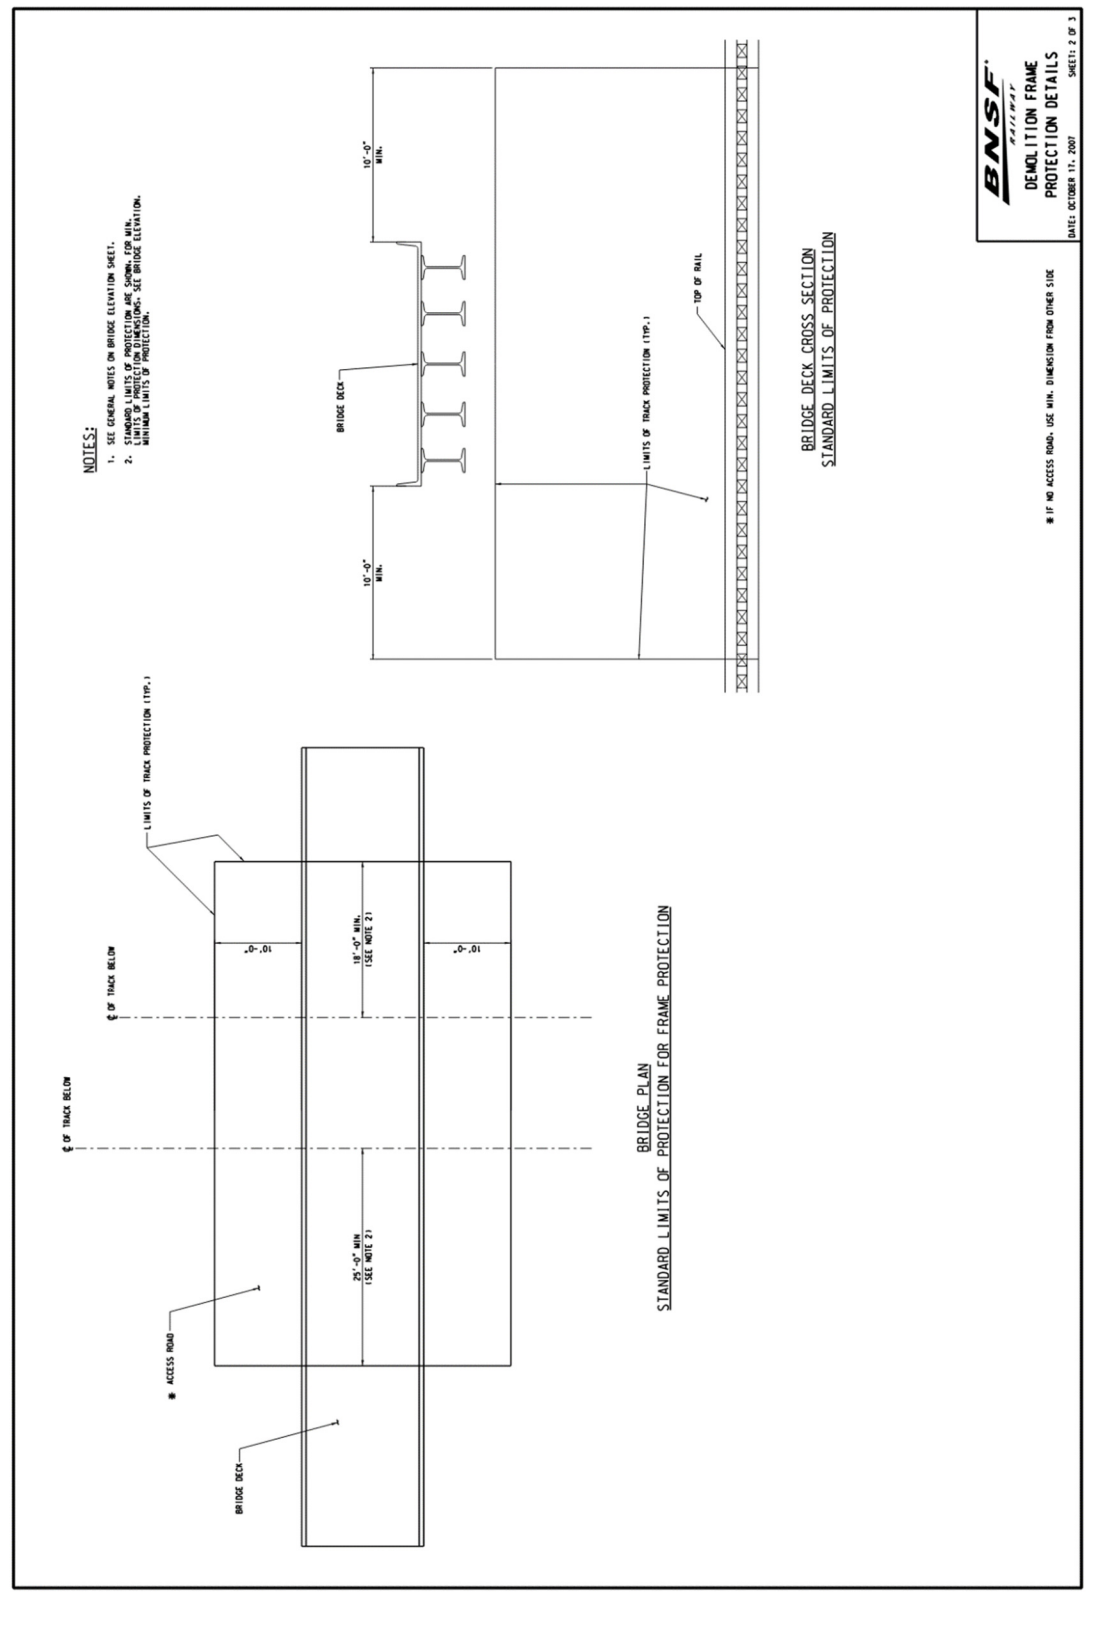 NOTES:
1. SEE GENERAL NOTES ON BRIDGE ELEVATION SHEET.
2. STANDARD LIMITS OF PROTECTION ARE SHOWN. FOR MIN.
LIMITS OF PROTECTION DIMENSIONS. SEE BRIDGE ELEVATION.
MINIMUM LIMITS OF PROTECTION.
℄ OF TRACK BELOW
℄ OF TRACK BELOW
LIMITS OF TRACK PROTECTION (TYP.)
* ACCESS ROAD
BRIDGE DECK
10'-0"
10'-0"
25'-0" MIN
(SEE NOTE 2)
18'-0" MIN.
(SEE NOTE 2)
BRIDGE PLAN
STANDARD LIMITS OF PROTECTION FOR FRAME PROTECTION
10'-0"
MIN.
10'-0"
MIN.
BRIDGE DECK
LIMITS OF TRACK PROTECTION (TYP.)
TOP OF RAIL
BRIDGE DECK CROSS SECTION
STANDARD LIMITS OF PROTECTION
* IF NO ACCESS ROAD. USE MIN. DIMENSION FROM OTHER SIDE
BNSF
RAILWAY
DEMOLITION FRAME
PROTECTION DETAILS
DATE: OCTOBER 17. 2007 SHEET: 2 OF 3